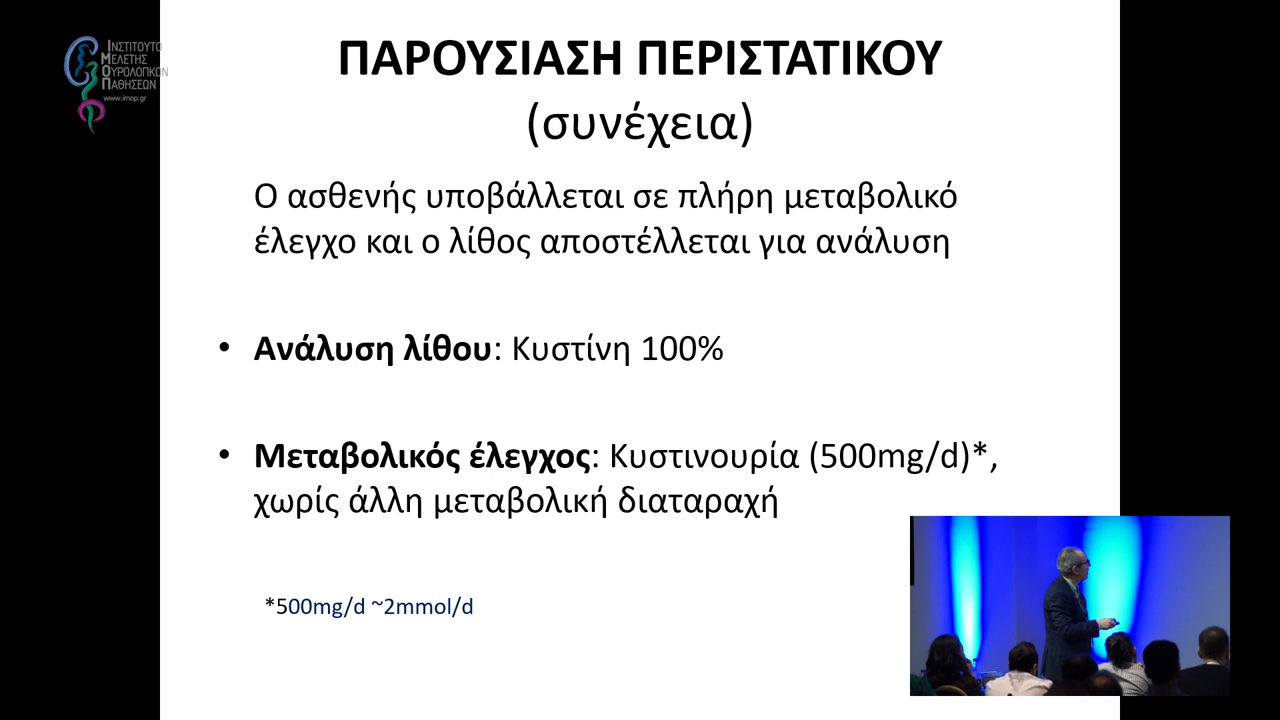 ΙΝΣΤΙΤΟΥΤΟ
ΜΕΛΕΤΗΣ
ΟΥΡΟΛΟΓΙΚΩΝ
ΠΑΘΗΣΕΩΝ
www.imop.gr
ΠΑΡΟΥΣΙΑΣΗ ΠΕΡΙΣΤΑΤΙΚΟΥ
(συνέχεια)
Ο ασθενής υποβάλλεται σε πλήρη μεταβολικό
έλεγχο και ο λίθος αποστέλλεται για ανάλυση
• Ανάλυση λίθου: Κυστίνη 100%
• Μεταβολικός έλεγχος: Κυστινουρία (500mg/d)*,
χωρίς άλλη μεταβολική διαταραχή
*500mg/d ~2mmol/d